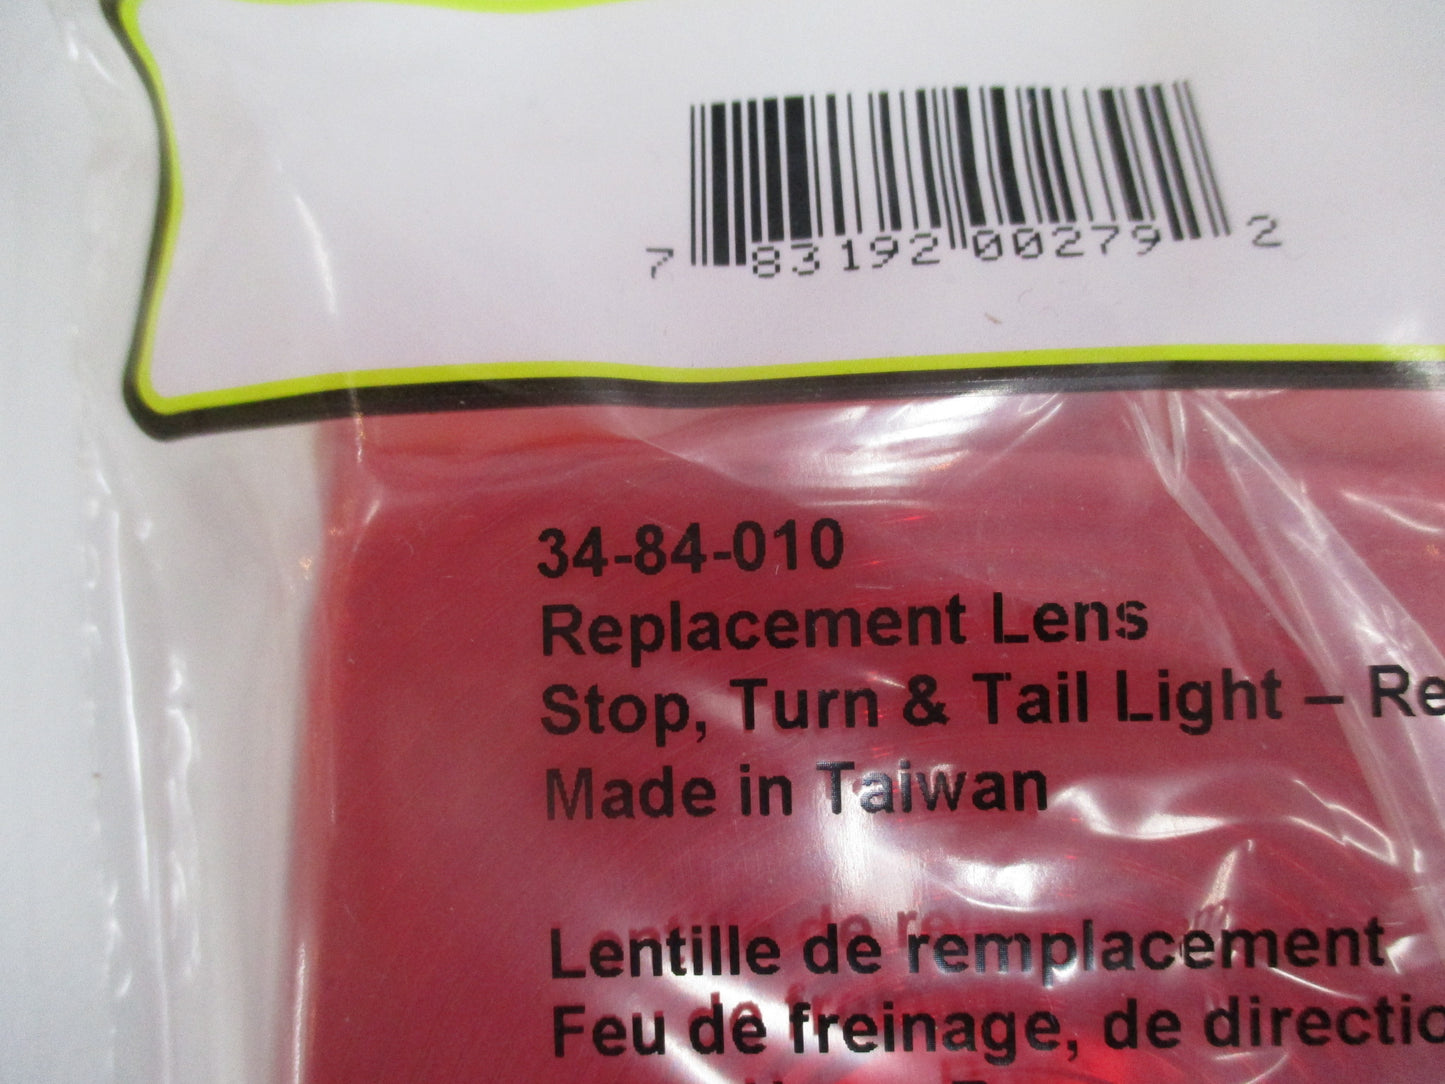 7 83192 00279 2
34-84-010
Replacement Lens
Stop, Turn & Tail Light – Re
Made in Taiwan
Lentille de remplacement
Feu de freinage, de directio